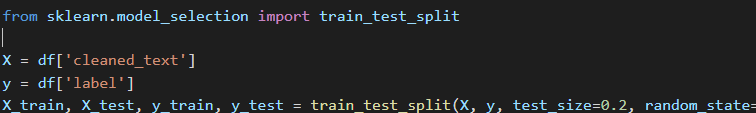 from sklearn.model_selection import train_test_split
X = df['cleaned_text']
y = df['label']
X_train, X_test, y_train, y_test = train_test_split(X, y, test_size=0.2, random_state=